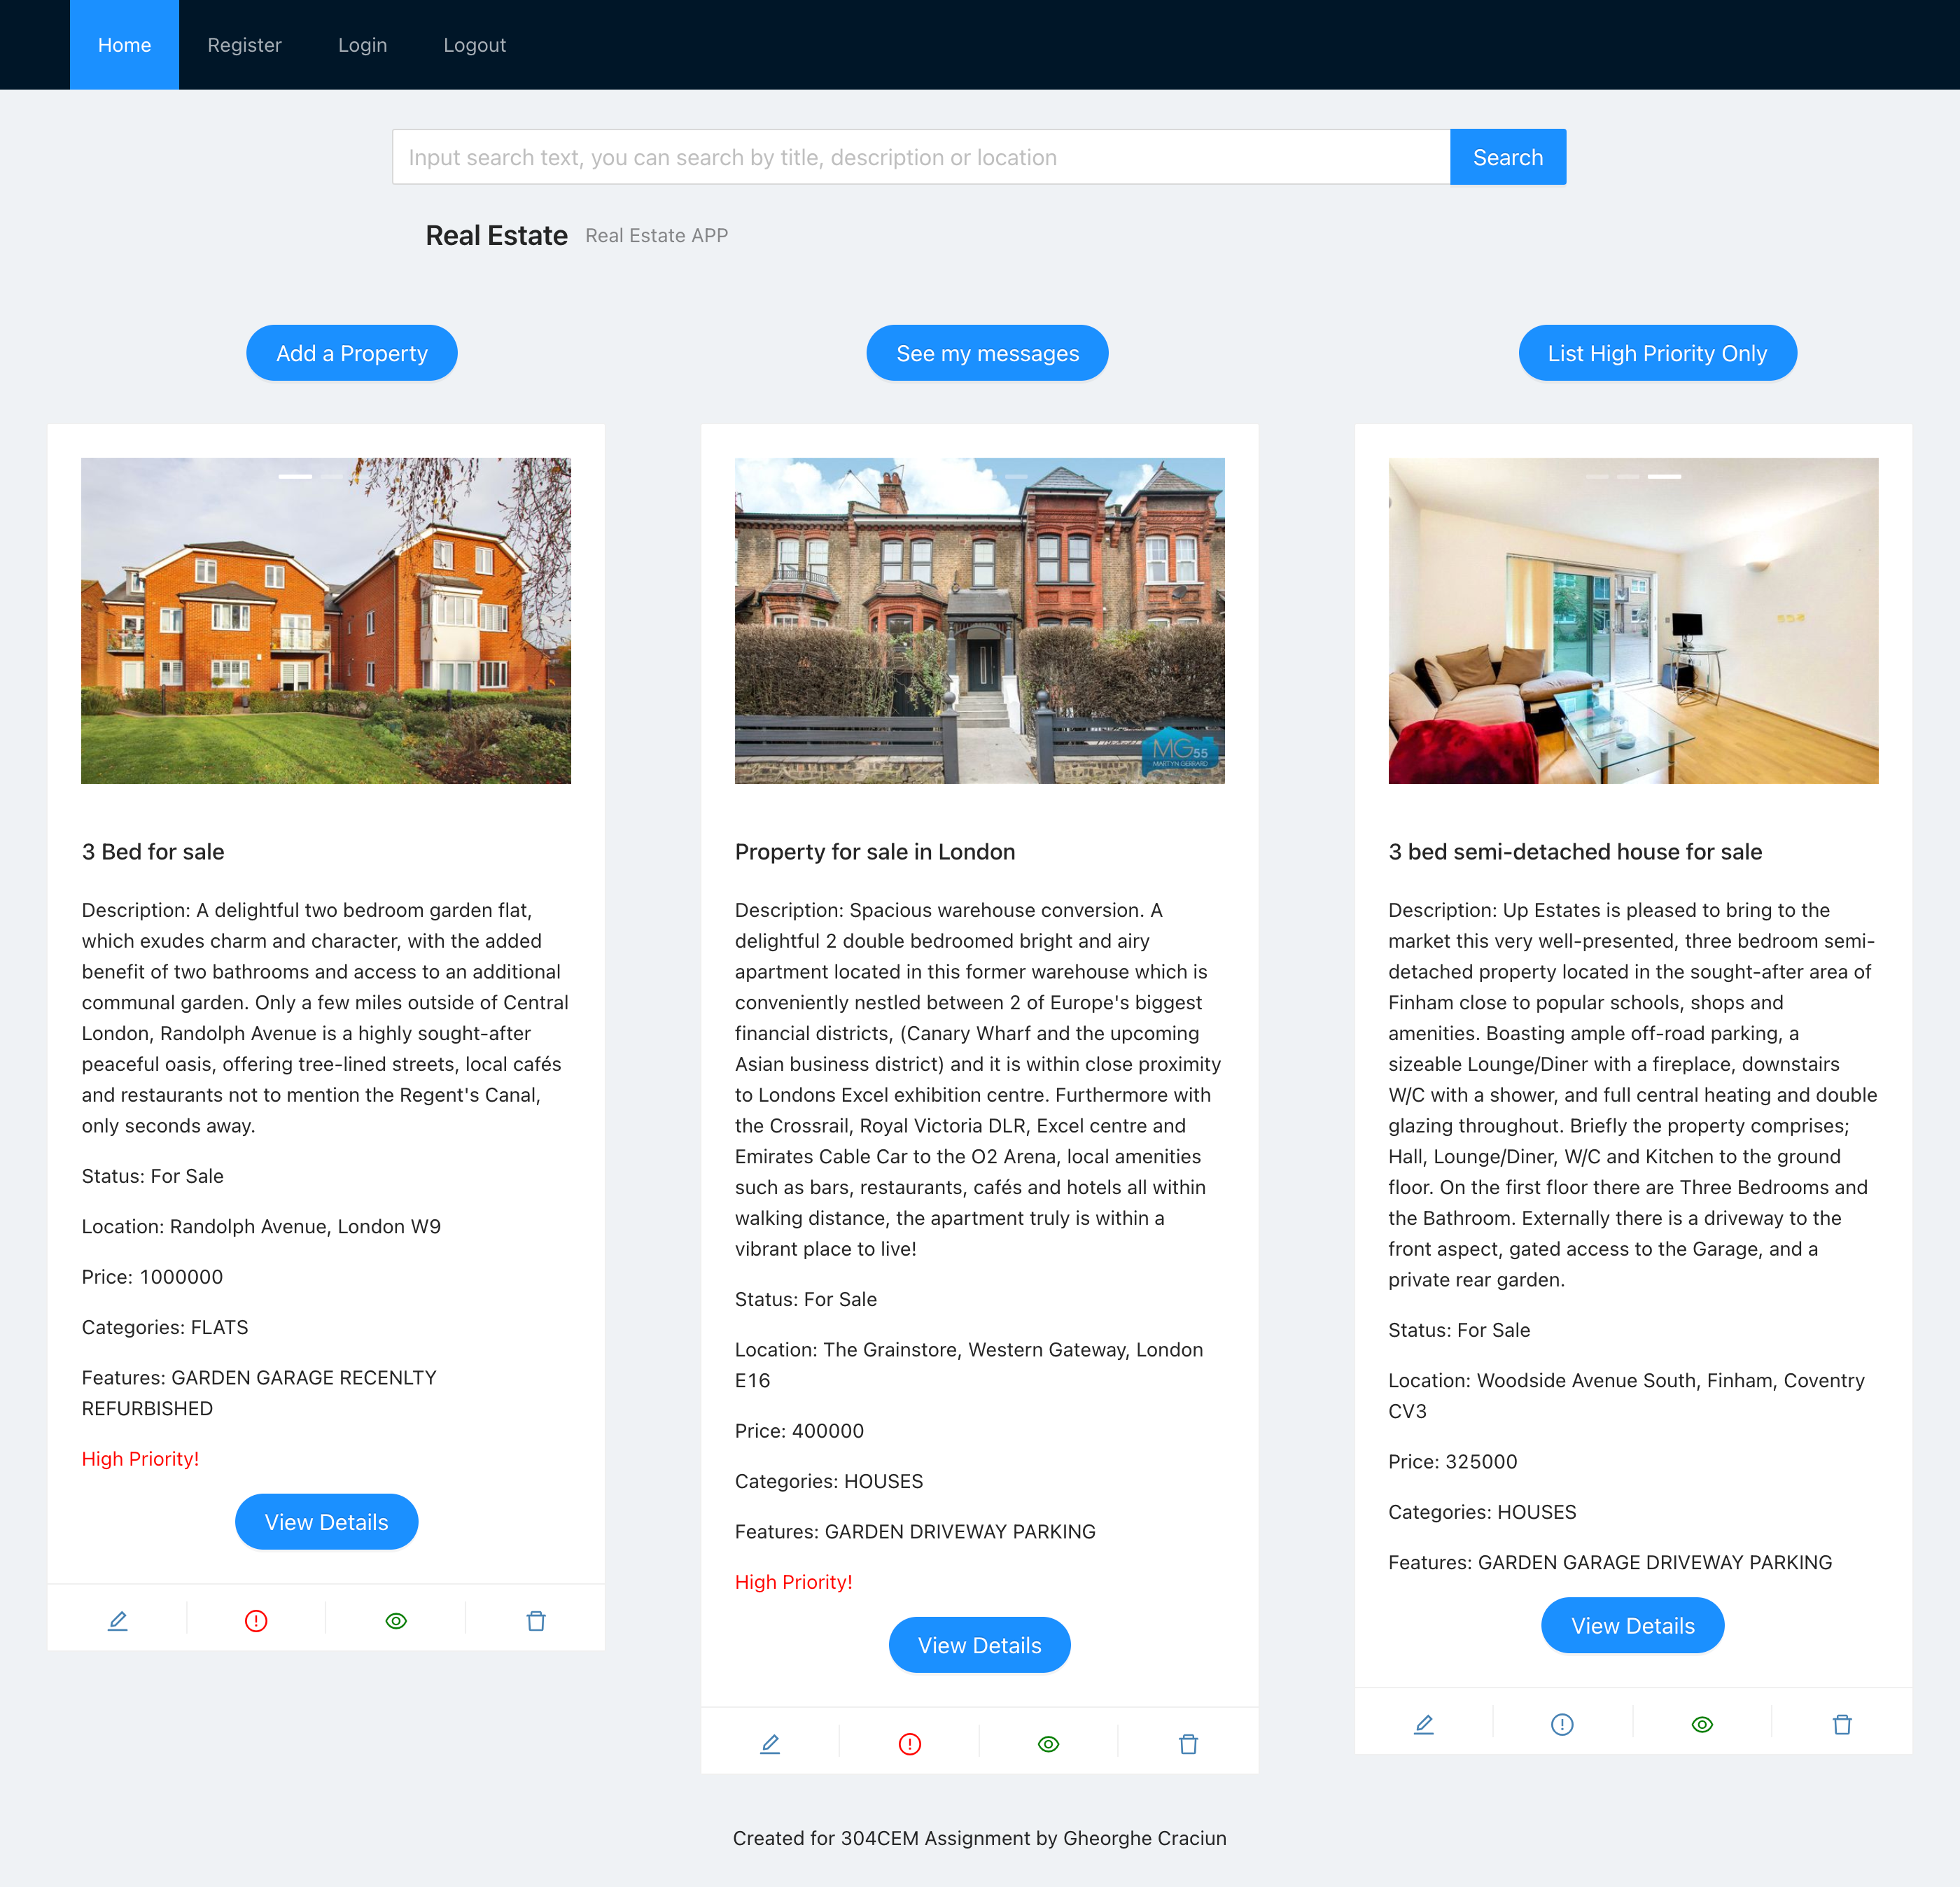 Home
Register
Login
Logout
Input search text, you can search by title, description or location
Search
Real Estate
Real Estate APP
Add a Property
See my messages
List High Priority Only
3 Bed for sale
Description: A delightful two bedroom garden flat,
which exudes charm and character, with the added
benefit of two bathrooms and access to an additional
communal garden. Only a few miles outside of Central
London, Randolph Avenue is a highly sought-after
peaceful oasis, offering tree-lined streets, local cafés
and restaurants not to mention the Regent's Canal,
only seconds away.
Status: For Sale
Location: Randolph Avenue, London W9
Price: 1000000
Categories: FLATS
Features: GARDEN GARAGE RECENLTY
REFURBISHED
High Priority!
View Details
MG55
MARTYN GERRARD
Property for sale in London
Description: Spacious warehouse conversion. A
delightful 2 double bedroomed bright and airy
apartment located in this former warehouse which is
conveniently nestled between 2 of Europe's biggest
financial districts, (Canary Wharf and the upcoming
Asian business district) and it is within close proximity
to Londons Excel exhibition centre. Furthermore with
the Crossrail, Royal Victoria DLR, Excel centre and
Emirates Cable Car to the O2 Arena, local amenities
such as bars, restaurants, cafés and hotels all within
walking distance, the apartment truly is within a
vibrant place to live!
Status: For Sale
Location: The Grainstore, Western Gateway, London
E16
Price: 400000
Categories: HOUSES
Features: GARDEN DRIVEWAY PARKING
High Priority!
View Details
3 bed semi-detached house for sale
Description: Up Estates is pleased to bring to the
market this very well-presented, three bedroom semi-
detached property located in the sought-after area of
Finham close to popular schools, shops and
amenities. Boasting ample off-road parking, a
sizeable Lounge/Diner with a fireplace, downstairs
W/C with a shower, and full central heating and double
glazing throughout. Briefly the property comprises;
Hall, Lounge/Diner, W/C and Kitchen to the ground
floor. On the first floor there are Three Bedrooms and
the Bathroom. Externally there is a driveway to the
front aspect, gated access to the Garage, and a
private rear garden.
Status: For Sale
Location: Woodside Avenue South, Finham, Coventry
CV3
Price: 325000
Categories: HOUSES
Features: GARDEN GARAGE DRIVEWAY PARKING
View Details
Created for 304CEM Assignment by Gheorghe Craciun